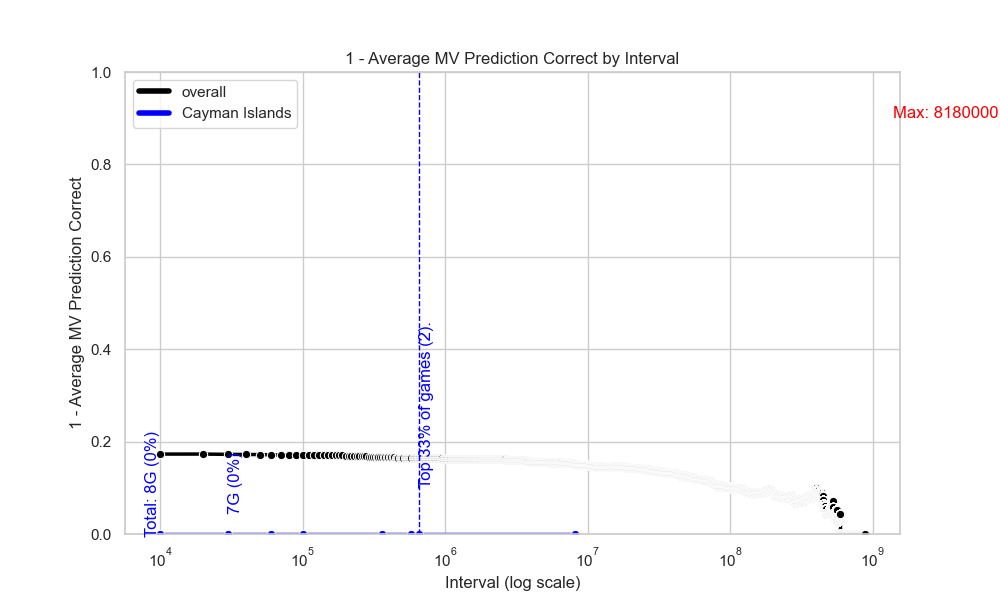 1 - Average MV Prediction Correct by Interval
overall
Cayman Islands
Max: 8180000
1 - Average MV Prediction Correct
1.0
0.8
0.6
0.4
0.2
0.0
Total: 8G (0%)
7G (0%
Top 33% of games (2).
10^4 10^5 10^6 10^7 10^8 10^9
Interval (log scale)